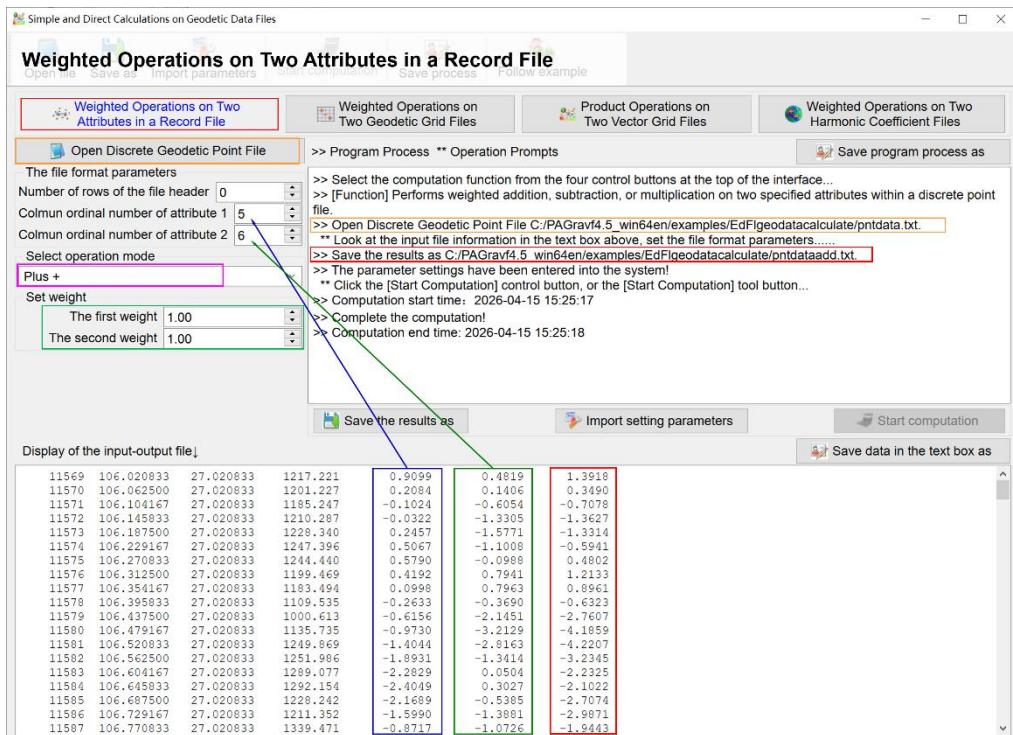 Simple and Direct Calculations on Geodetic Data Files
Weighted Operations on Two Attributes in a Record File
Open file Save as Import parameters Start computation Save process Follow example
Weighted Operations on Two
Attributes in a Record File
Weighted Operations on
Two Geodetic Grid Files
Product Operations on
Two Vector Grid Files
Weighted Operations on Two
Harmonic Coefficient Files
Open Discrete Geodetic Point File
>> Program Process ** Operation Prompts
Save program process as
The file format parameters
Number of rows of the file header 0
Colmun ordinal number of attribute 1 5
Colmun ordinal number of attribute 2 6
Select operation mode
Plus +
Set weight
The first weight 1.00
The second weight 1.00
>> Select the computation function from the four control buttons at the top of the interface...
>> [Function] Performs weighted addition, subtraction, or multiplication on two specified attributes within a discrete point
file.
>> Open Discrete Geodetic Point File C:/PAGravf4.5_win64en/examples/EdFlgeodatacalculate/pntdata.txt.
** Look at the input file information in the text box above, set the file format parameters......
>> Save the results as C:/PAGravf4.5_win64en/examples/EdFlgeodatacalculate/pntdataadd.txt.
>> The parameter settings have been entered into the system!
** Click the [Start Computation] control button, or the [Start Computation] tool button...
>> Computation start time: 2026-04-15 15:25:17
>> Complete the computation!
>> Computation end time: 2026-04-15 15:25:18
Save the results as
Import setting parameters
Start computation
Display of the input-output file↓
Save data in the text box as
11569 106.020833 27.020833 1217.221 0.9099 0.4819 1.3918
11570 106.062500 27.020833 1201.227 0.2084 0.1406 0.3490
11571 106.104167 27.020833 1185.247 -0.1024 -0.6054 -0.7078
11572 106.145833 27.020833 1210.287 -0.0322 -1.3305 -1.3627
11573 106.187500 27.020833 1228.340 0.2457 -1.5771 -1.3314
11574 106.229167 27.020833 1247.396 0.5067 -1.1008 -0.5941
11575 106.270833 27.020833 1244.440 0.5790 -0.0988 0.4802
11576 106.312500 27.020833 1199.469 0.4192 0.7941 1.2133
11577 106.354167 27.020833 1183.494 0.0998 0.7963 0.8961
11578 106.395833 27.020833 1109.535 -0.2633 -0.3690 -0.6323
11579 106.437500 27.020833 1000.613 -0.6156 -2.1451 -2.7607
11580 106.479167 27.020833 1135.735 -0.9730 -3.2129 -4.1859
11581 106.520833 27.020833 1249.869 -1.4044 -2.8163 -4.2207
11582 106.562500 27.020833 1251.986 -1.8931 -1.3414 -3.2345
11583 106.604167 27.020833 1289.077 -2.2829 0.0504 -2.2325
11584 106.645833 27.020833 1292.154 -2.4049 0.3027 -2.1022
11585 106.687500 27.020833 1228.242 -2.1689 -0.5385 -2.7074
11586 106.729167 27.020833 1211.352 -1.5990 -1.3881 -2.9871
11587 106.770833 27.020833 1339.471 -0.8717 -1.0726 -1.9443